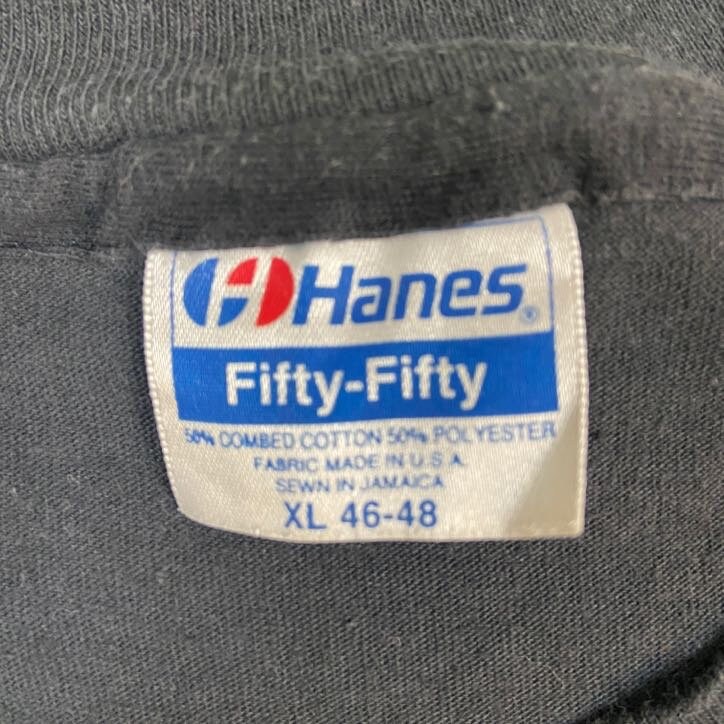 Hanes®
Fifty-Fifty
50% COMBED COTTON 50% POLYESTER
FABRIC MADE IN U.S.A.
SEWN IN JAMAICA
XL 46-48